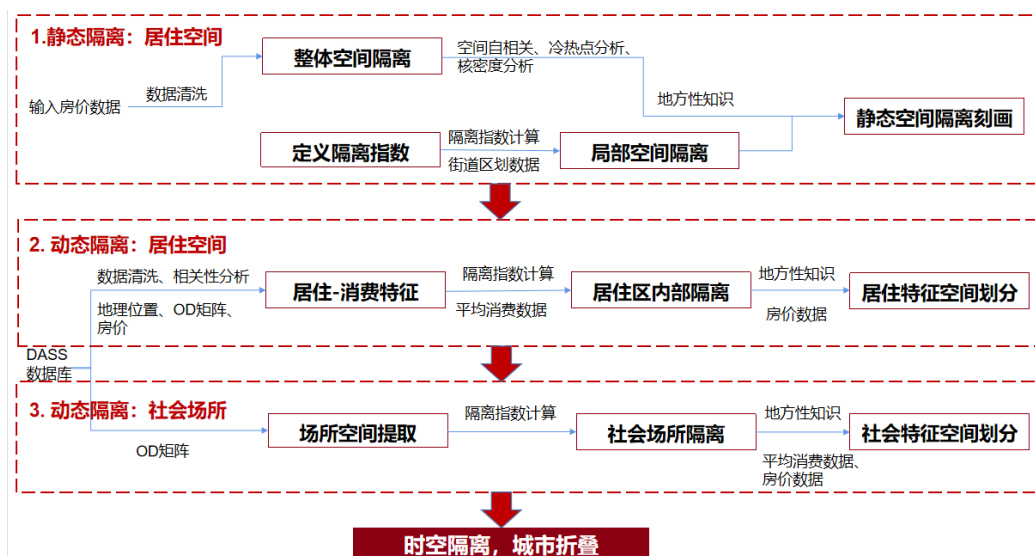 1.静态隔离：居住空间
整体空间隔离
空间自相关、冷热点分析、
核密度分析
输入房价数据
数据清洗
地方性知识
静态空间隔离刻画
定义隔离指数
隔离指数计算
街道区划数据
局部空间隔离
2. 动态隔离：居住空间
数据清洗、相关性分析
地理位置、OD矩阵、
房价
居住-消费特征
隔离指数计算
平均消费数据
居住区内部隔离
地方性知识
房价数据
居住特征空间划分
DASS
数据库
3. 动态隔离：社会场所
OD矩阵
场所空间提取
隔离指数计算
社会场所隔离
地方性知识
平均消费数据、
房价数据
社会特征空间划分
时空隔离，城市折叠